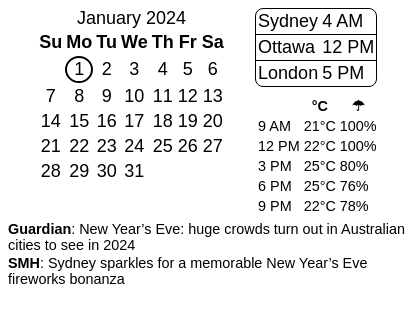 January 2024
Su Mo Tu We Th Fr Sa
1 2 3 4 5 6
7 8 9 10 11 12 13
14 15 16 17 18 19 20
21 22 23 24 25 26 27
28 29 30 31
Sydney 4 AM
Ottawa 12 PM
London 5 PM
°C ☂
9 AM 21°C 100%
12 PM 22°C 100%
3 PM 25°C 80%
6 PM 25°C 76%
9 PM 22°C 78%
Guardian: New Year’s Eve: huge crowds turn out in Australian
cities to see in 2024
SMH: Sydney sparkles for a memorable New Year’s Eve
fireworks bonanza